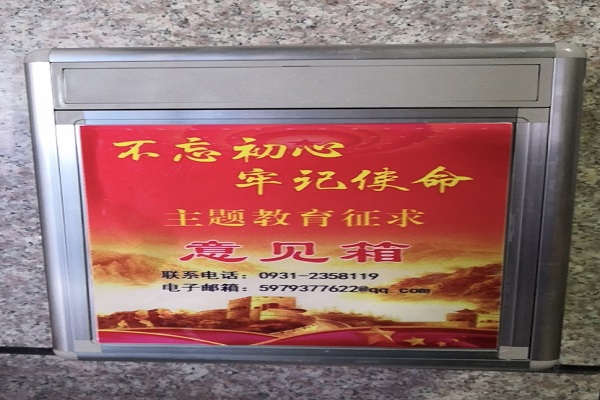 不忘初心
牢记使命
主题教育征求
意见箱
联系电话：0931-2358119
电子邮箱：5979377622@qq.com